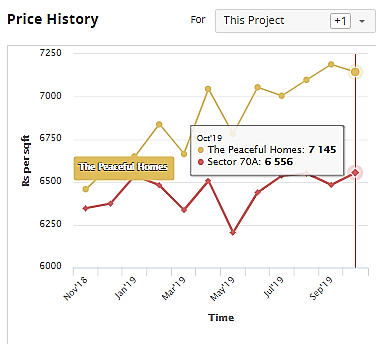 Price History
For
This Project
+1
7250
7000
6750
6500
6250
6000
Rs per sqft
The Peaceful Homes
Oct'19
The Peaceful Homes: 7 145
Sector 70A: 6 556
Nov'18
Jan'19
Mar'19
May'19
Jul'19
Sep'19
Time